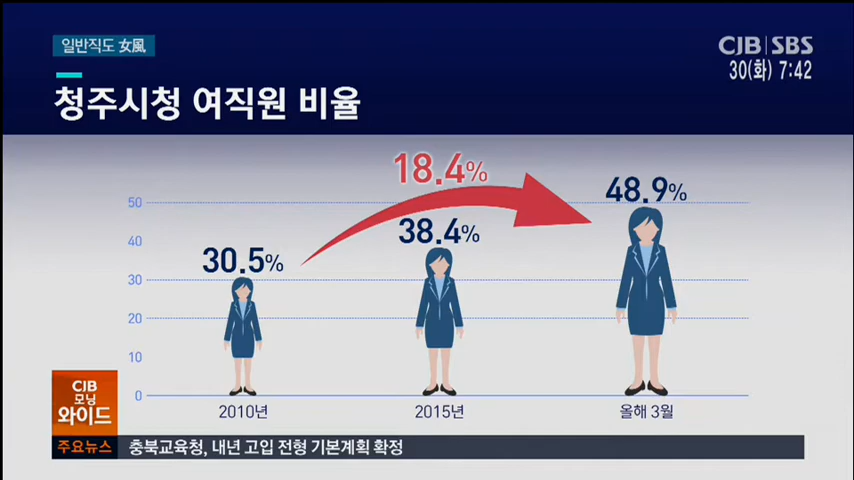 일반직도 女風
CJB SBS
30(화) 7:42
청주시청 여직원 비율
18.4%
48.9%
38.4%
30.5%
50
40
30
20
10
0
2010년
2015년
올해 3월
CJB
모닝
와이드
주요뉴스
충북교육청, 내년 고입 전형 기본계획 확정